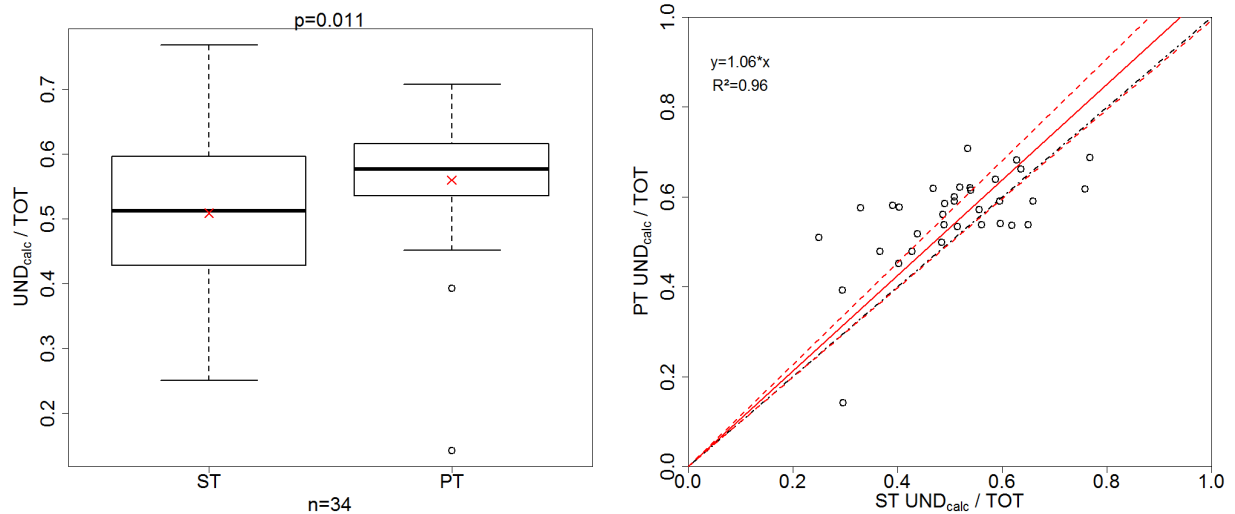 p=0.011
UNDcalc / TOT
0.7
0.6
0.5
0.4
0.3
0.2
ST PT
n=34
y=1.06*x
R²=0.96
PT UNDcalc / TOT
1.0
0.8
0.6
0.4
0.2
0.0
0.0 0.2 0.4 0.6 0.8 1.0
ST UNDcalc / TOT